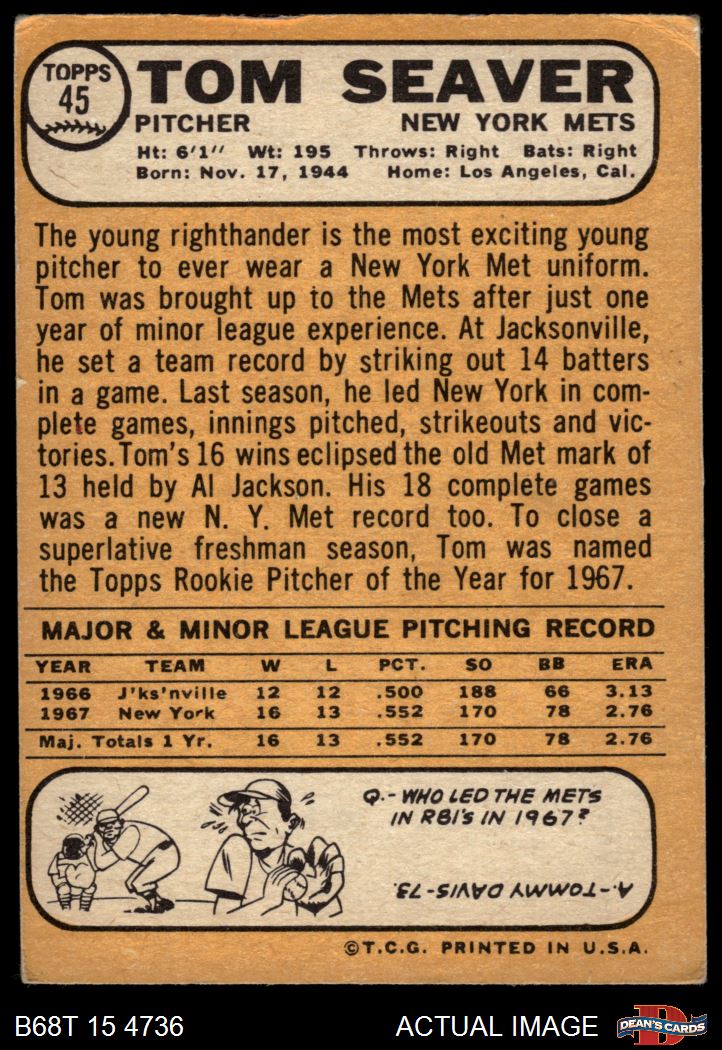 TOPPS
45
TOM SEAVER
PITCHER NEW YORK METS
Ht: 6'1" Wt: 195 Throws: Right Bats: Right
Born: Nov. 17, 1944 Home: Los Angeles, Cal.
The young righthander is the most exciting young
pitcher to ever wear a New York Met uniform.
Tom was brought up to the Mets after just one
year of minor league experience. At Jacksonville,
he set a team record by striking out 14 batters
in a game. Last season, he led New York in com-
plete games, innings pitched, strikeouts and vic-
tories. Tom's 16 wins eclipsed the old Met mark of
13 held by Al Jackson. His 18 complete games
was a new N. Y. Met record too. To close a
superlative freshman season, Tom was named
the Topps Rookie Pitcher of the Year for 1967.
MAJOR & MINOR LEAGUE PITCHING RECORD
YEAR TEAM W L PCT. SO BB ERA
1966 J'ks'nville 12 12 .500 188 66 3.13
1967 New York 16 13 .552 170 78 2.76
Maj. Totals 1 Yr. 16 13 .552 170 78 2.76
Q.- WHO LED THE METS
IN RBI'S IN 1967?
A.- TOMMY DAVIS-73.
©T.C.G. PRINTED IN U.S.A.
B68T 15 4736 ACTUAL IMAGE D DEAN'S CARDS